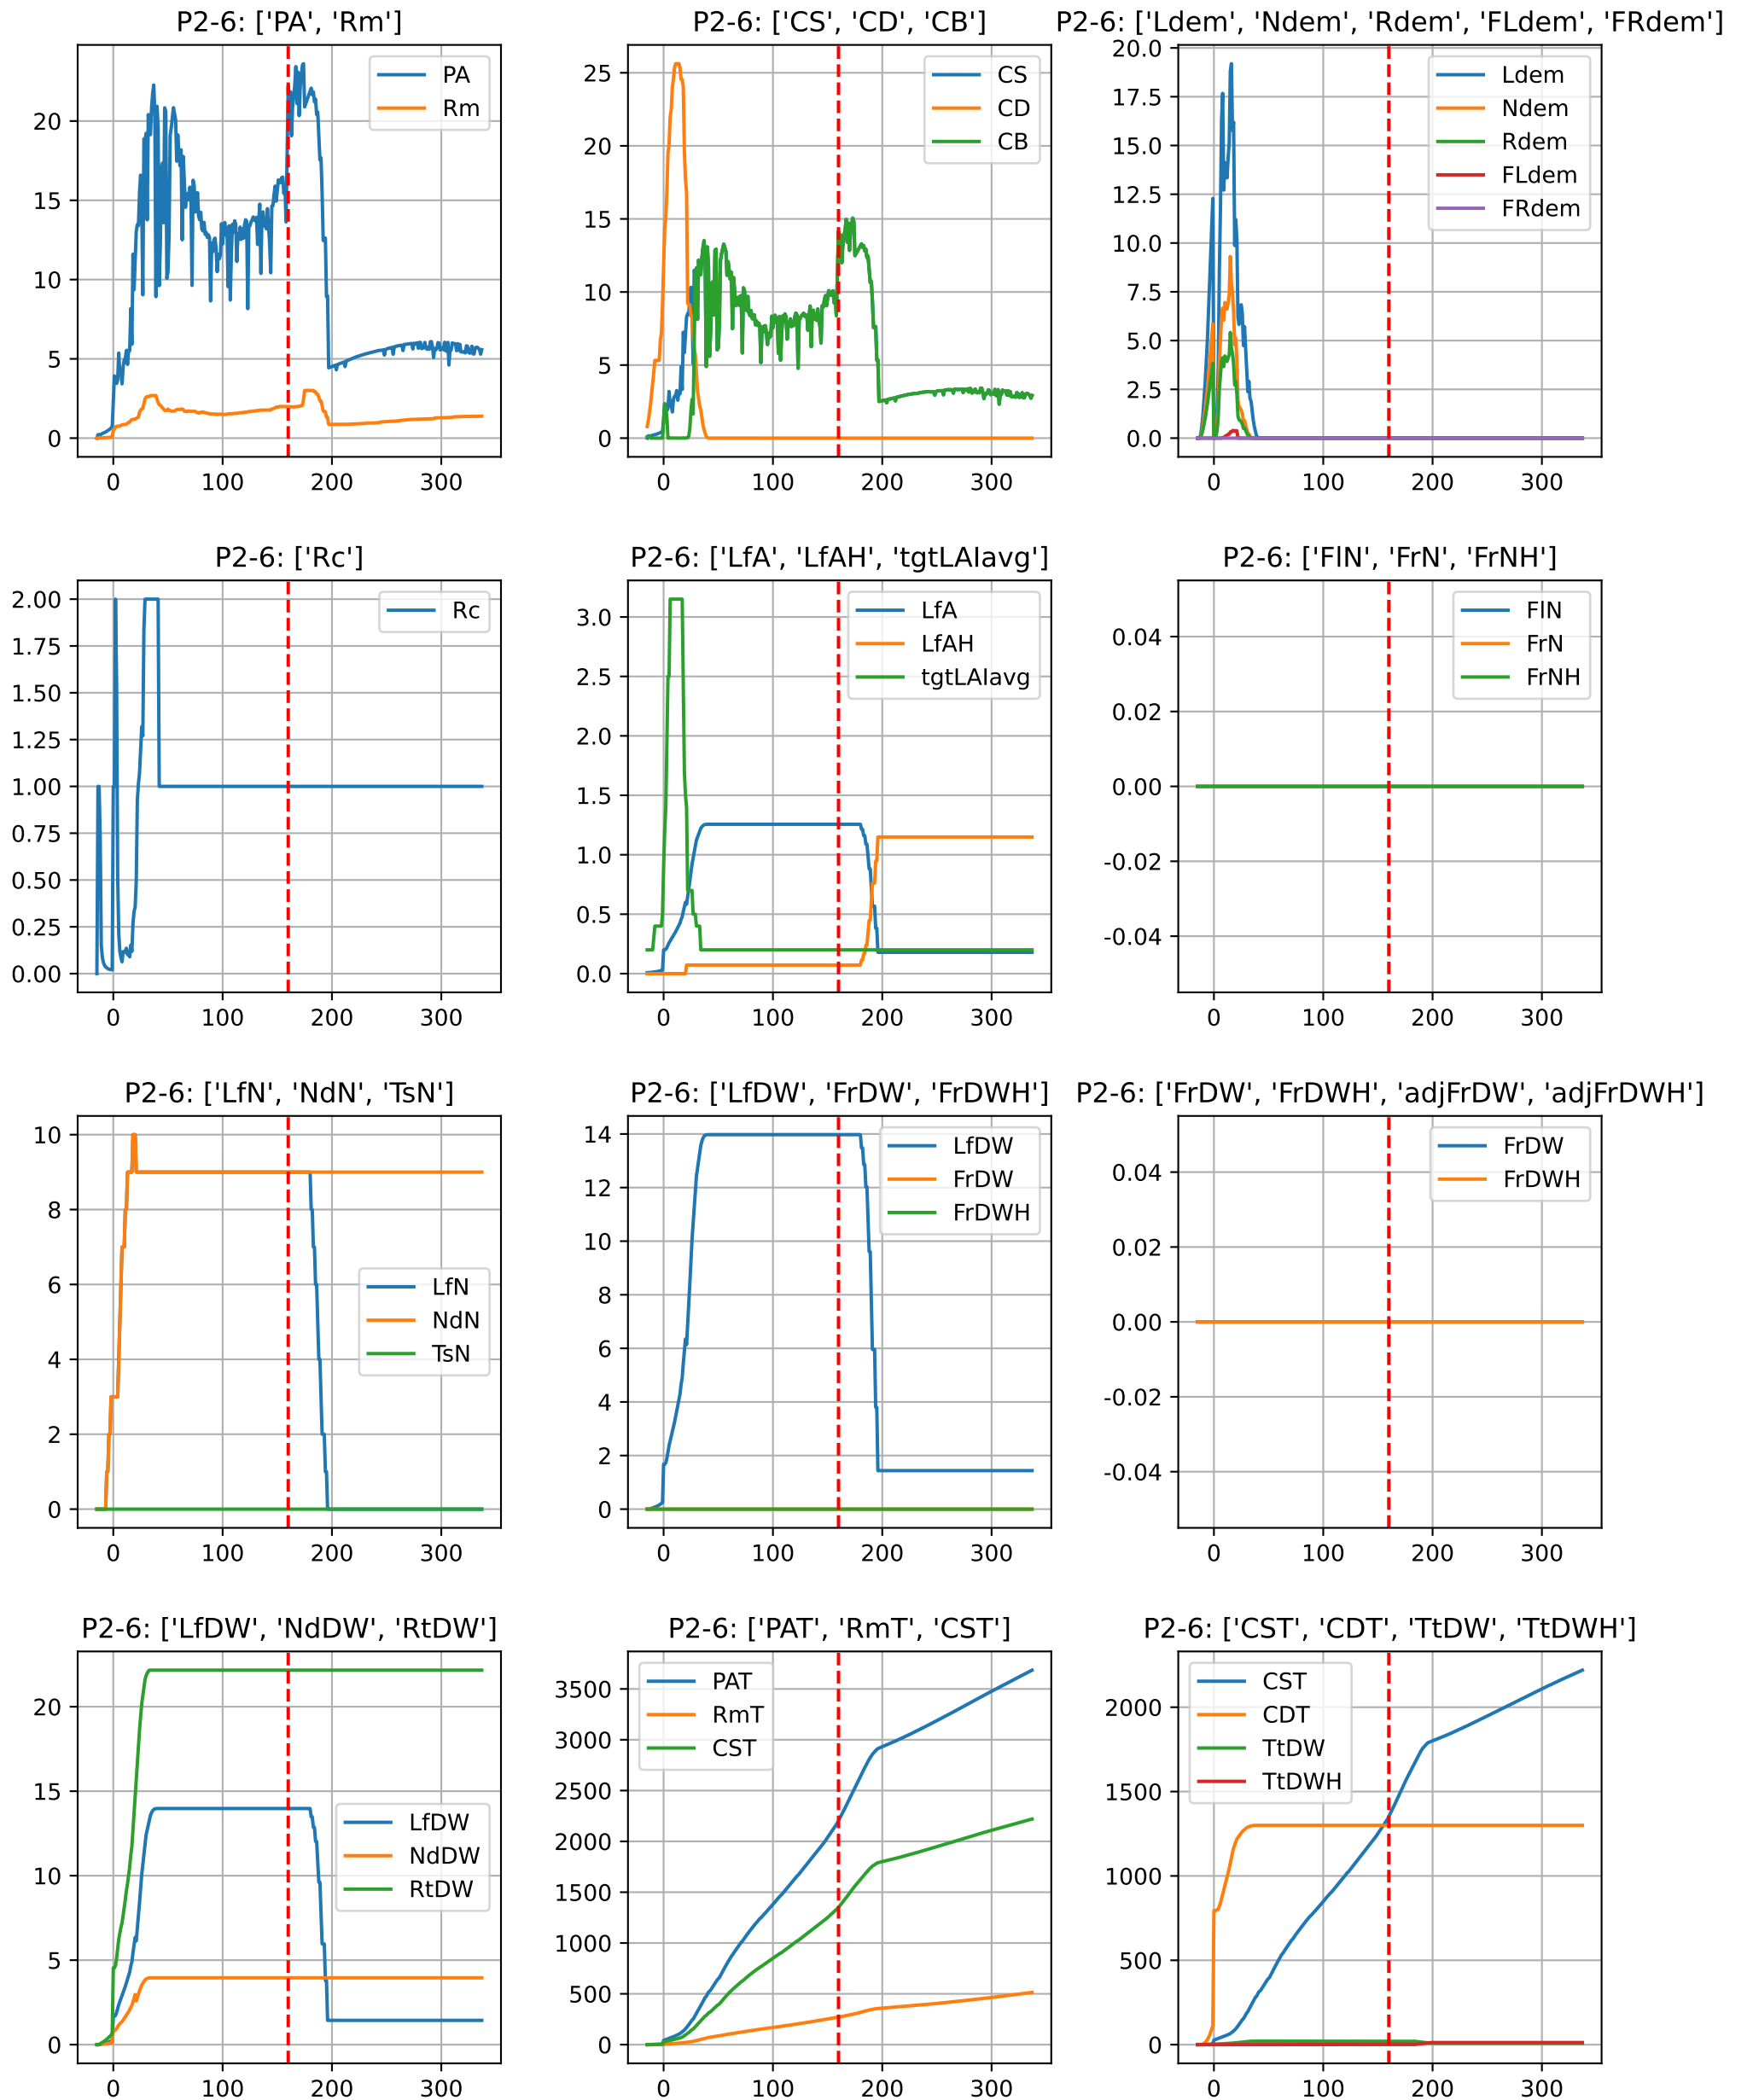 P2-6: ['PA', 'Rm']
P2-6: ['CS', 'CD', 'CB']
P2-6: ['Ldem', 'Ndem', 'Rdem', 'FLdem', 'FRdem']
20
15
10
5
0
0 100 200 300
PA
Rm
25
20
15
10
5
0
0 100 200 300
CS
CD
CB
20.0
17.5
15.0
12.5
10.0
7.5
5.0
2.5
0.0
0 100 200 300
Ldem
Ndem
Rdem
FLdem
FRdem
P2-6: ['Rc']
P2-6: ['LfA', 'LfAH', 'tgtLAIavg']
P2-6: ['FlN', 'FrN', 'FrNH']
2.00
1.75
1.50
1.25
1.00
0.75
0.50
0.25
0.00
0 100 200 300
Rc
3.0
2.5
2.0
1.5
1.0
0.5
0.0
0 100 200 300
LfA
LfAH
tgtLAIavg
0.04
0.02
0.00
-0.02
-0.04
0 100 200 300
FlN
FrN
FrNH
P2-6: ['LfN', 'NdN', 'TsN']
P2-6: ['LfDW', 'FrDW', 'FrDWH']
P2-6: ['FrDW', 'FrDWH', 'adjFrDW', 'adjFrDWH']
10
8
6
4
2
0
0 100 200 300
LfN
NdN
TsN
14
12
10
8
6
4
2
0
0 100 200 300
LfDW
FrDW
FrDWH
0.04
0.02
0.00
-0.02
-0.04
0 100 200 300
FrDW
FrDWH
P2-6: ['LfDW', 'NdDW', 'RtDW']
P2-6: ['PAT', 'RmT', 'CST']
P2-6: ['CST', 'CDT', 'TtDW', 'TtDWH']
20
15
10
5
0
0 100 200 300
LfDW
NdDW
RtDW
3500
3000
2500
2000
1500
1000
500
0
0 100 200 300
PAT
RmT
CST
2000
1500
1000
500
0
0 100 200 300
CST
CDT
TtDW
TtDWH